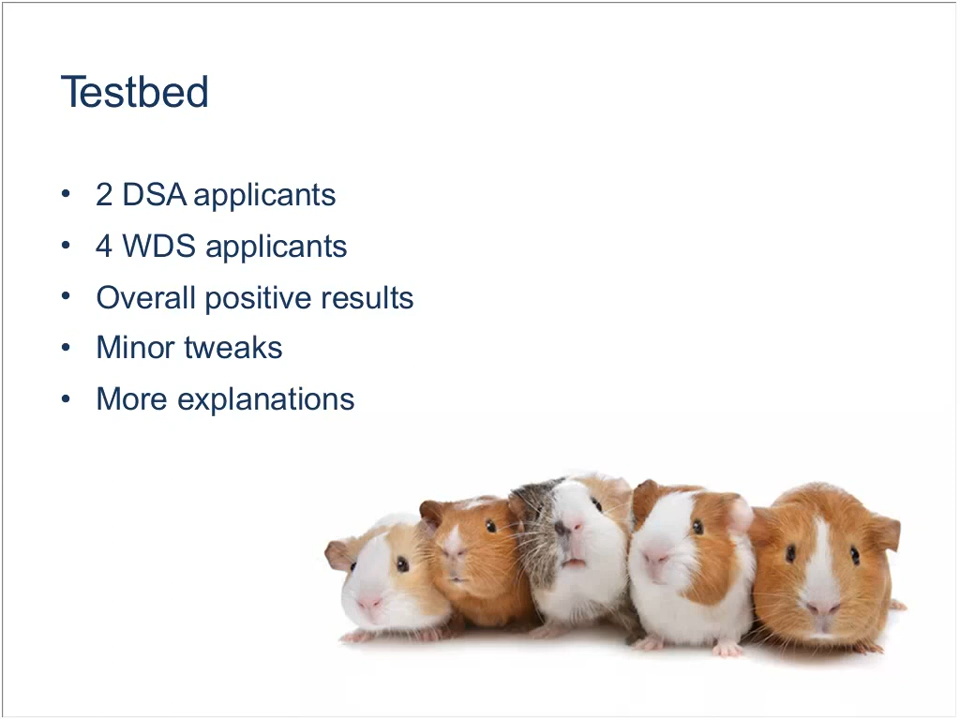 Testbed
• 2 DSA applicants
• 4 WDS applicants
• Overall positive results
• Minor tweaks
• More explanations